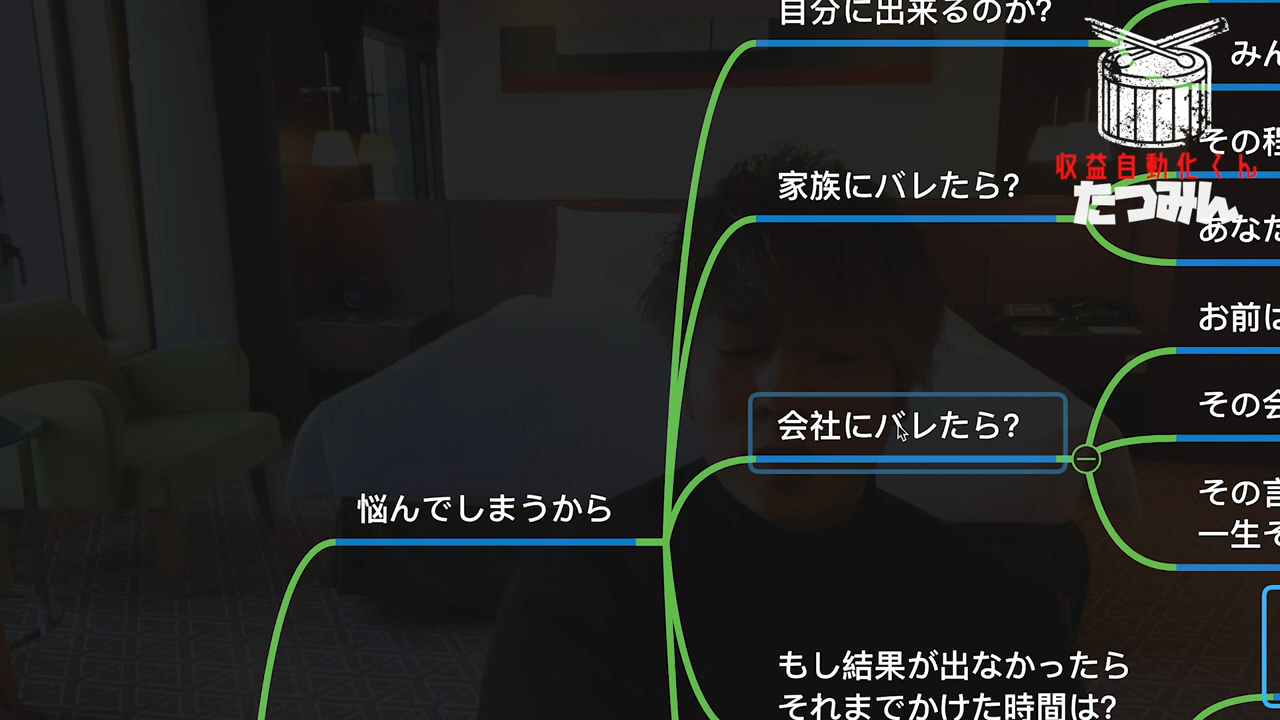 自分に出来るのか?
みん
その程
収益自動化くん
たつみん
家族にバレたら?
あなた
お前は
会社にバレたら?
その会
その言
一生そ
悩んでしまうから
もし結果が出なかったら
それまでかけた時間は?